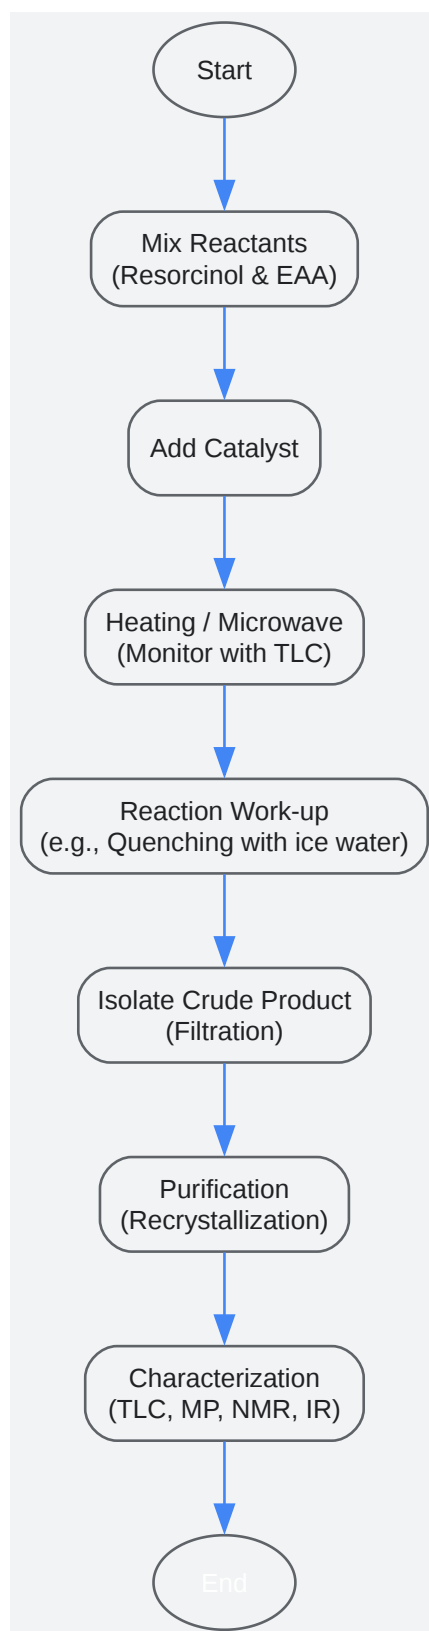 Start
Mix Reactants
(Resorcinol & EAA)
Add Catalyst
Heating / Microwave
(Monitor with TLC)
Reaction Work-up
(e.g., Quenching with ice water)
Isolate Crude Product
(Filtration)
Purification
(Recrystallization)
Characterization
(TLC, MP, NMR, IR)
End